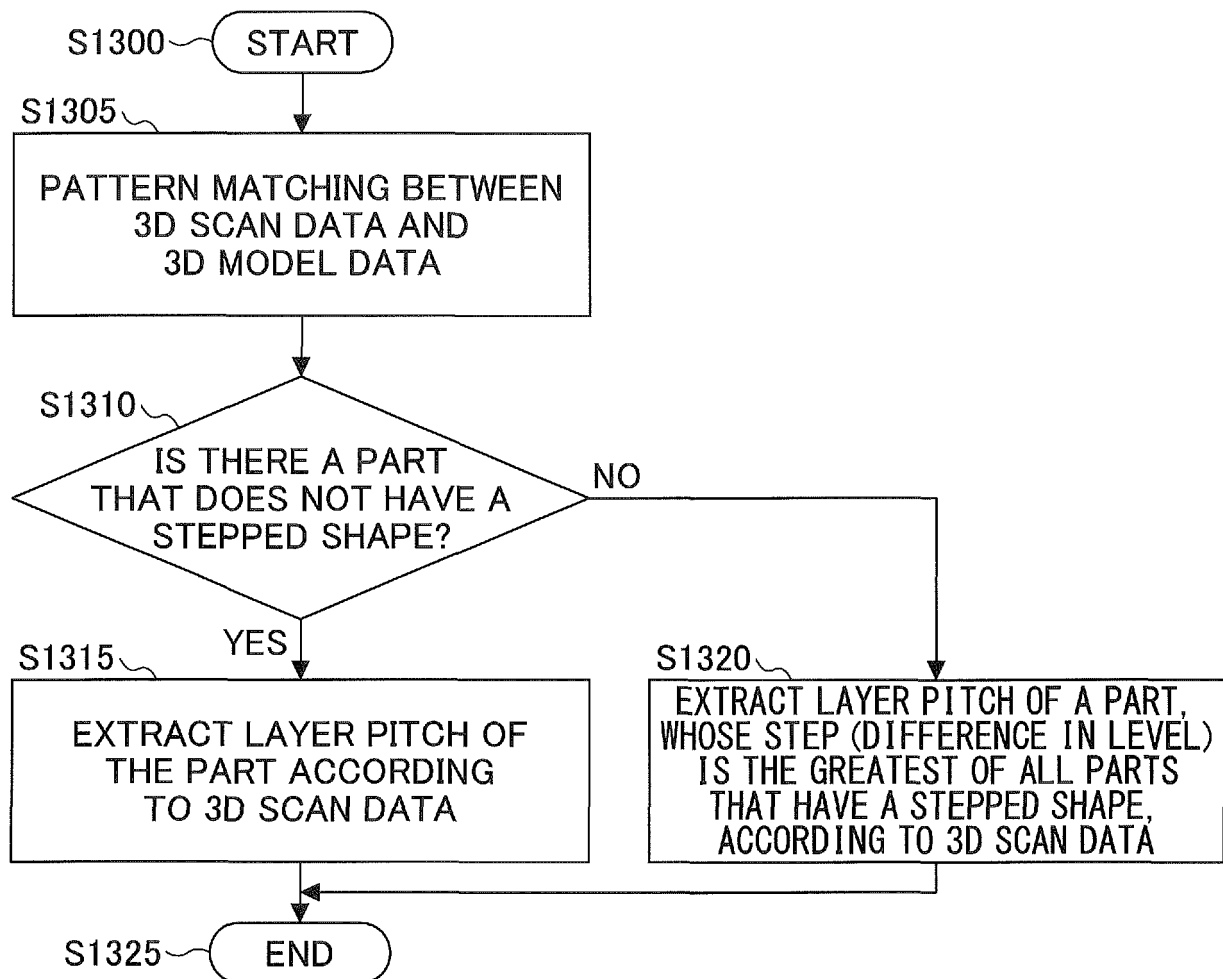 S1300
START
S1305
PATTERN MATCHING BETWEEN
3D SCAN DATA AND
3D MODEL DATA
S1310
IS THERE A PART
THAT DOES NOT HAVE A
STEPPED SHAPE?
NO
YES
S1315
EXTRACT LAYER PITCH OF
THE PART ACCORDING
TO 3D SCAN DATA
S1320
EXTRACT LAYER PITCH OF A PART,
WHOSE STEP (DIFFERENCE IN LEVEL)
IS THE GREATEST OF ALL PARTS
THAT HAVE A STEPPED SHAPE,
ACCORDING TO 3D SCAN DATA
S1325
END